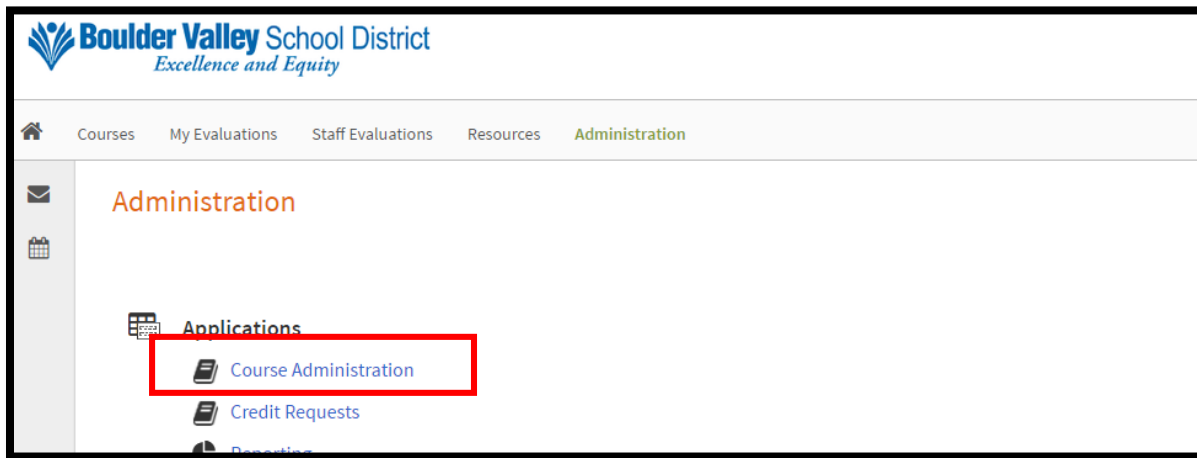 Boulder Valley School District
Excellence and Equity
Courses My Evaluations Staff Evaluations Resources Administration
Administration
Applications
Course Administration
Credit Requests
Reporting